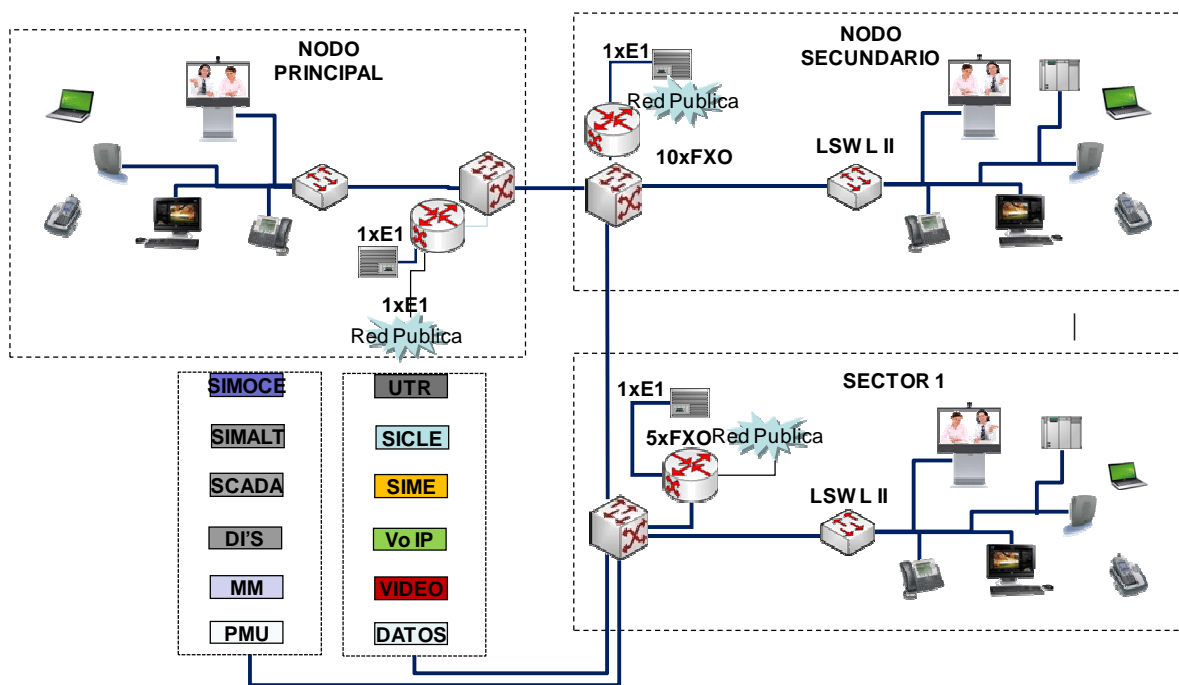 NODO
PRINCIPAL
1xE1
1xE1
Red Publica
NODO
SECUNDARIO
1xE1
Red Publica
10xFXO
LSW L II
SECTOR 1
1xE1
5xFXO
Red Publica
LSW L II
SIMOCE
SIMALT
SCADA
DI'S
MM
PMU
UTR
SICLE
SIME
Vo IP
VIDEO
DATOS